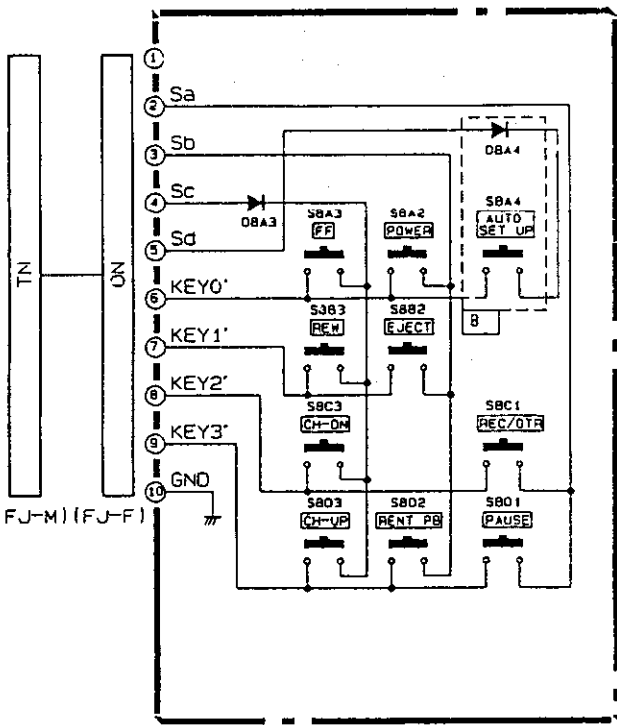 1
2 Sa
D8A4
3 Sb
4 Sc
D8A3
S8A3 S8A2 S8A4
FF POWER AUTO SET UP
5 Sd
TN ON
6 KEY0'
S8B3 S8B2 B
REW EJECT
7 KEY1'
8 KEY2'
S8C3 S8C1
CH-DN REC/OTR
9 KEY3'
10 GND
FJ-M) (FJ-F)
S8D3 S8D2 S8D1
CH-UP RENT PB PAUSE